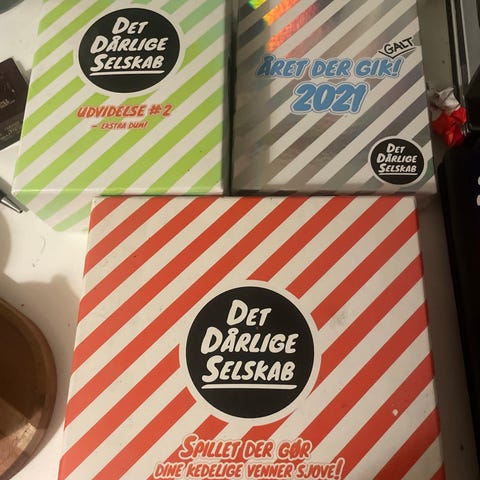 DET
DÅRLIGE
SELSKAB
UDVIDELSE #2
– EKSTRA DUM!
GALT
ÅRET DER GIK!
2021
DET
DÅRLIGE
SELSKAB
DET
DÅRLIGE
SELSKAB
SPILLET DER GØR
DINE KEDELIGE VENNER SJOVE!